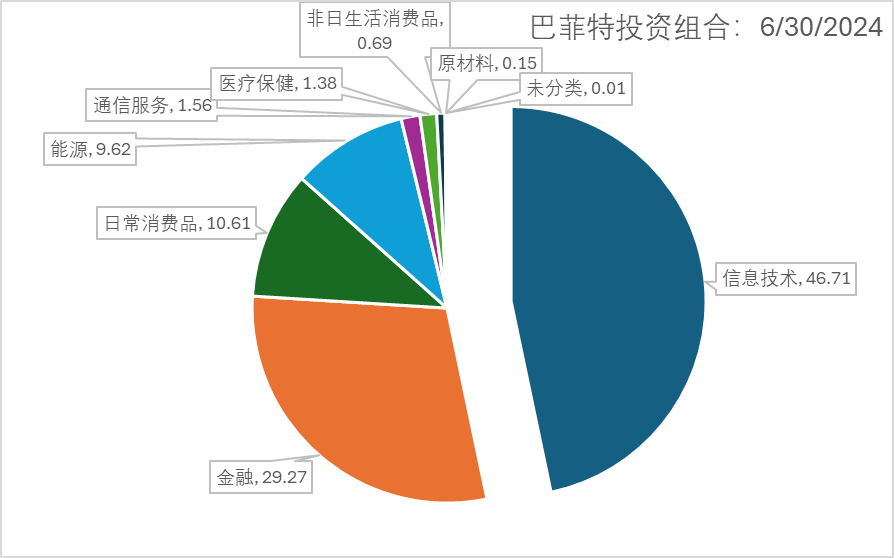 巴菲特投资组合：6/30/2024
非日生活消费品,
0.69
原材料, 0.15
医疗保健, 1.38
未分类, 0.01
通信服务, 1.56
能源, 9.62
日常消费品, 10.61
信息技术, 46.71
金融, 29.27